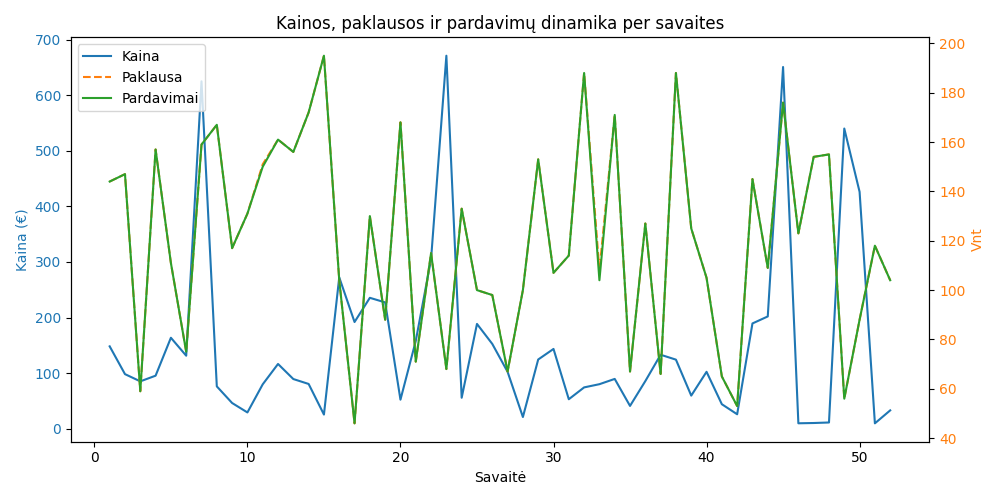 Kainos, paklausos ir pardavimų dinamika per savaites
Kaina
Paklausa
Pardavimai
Kaina (€)
700
600
500
400
300
200
100
0
200
180
160
140
120
100
80
60
40
Vnt
0 10 20 30 40 50
Savaitė